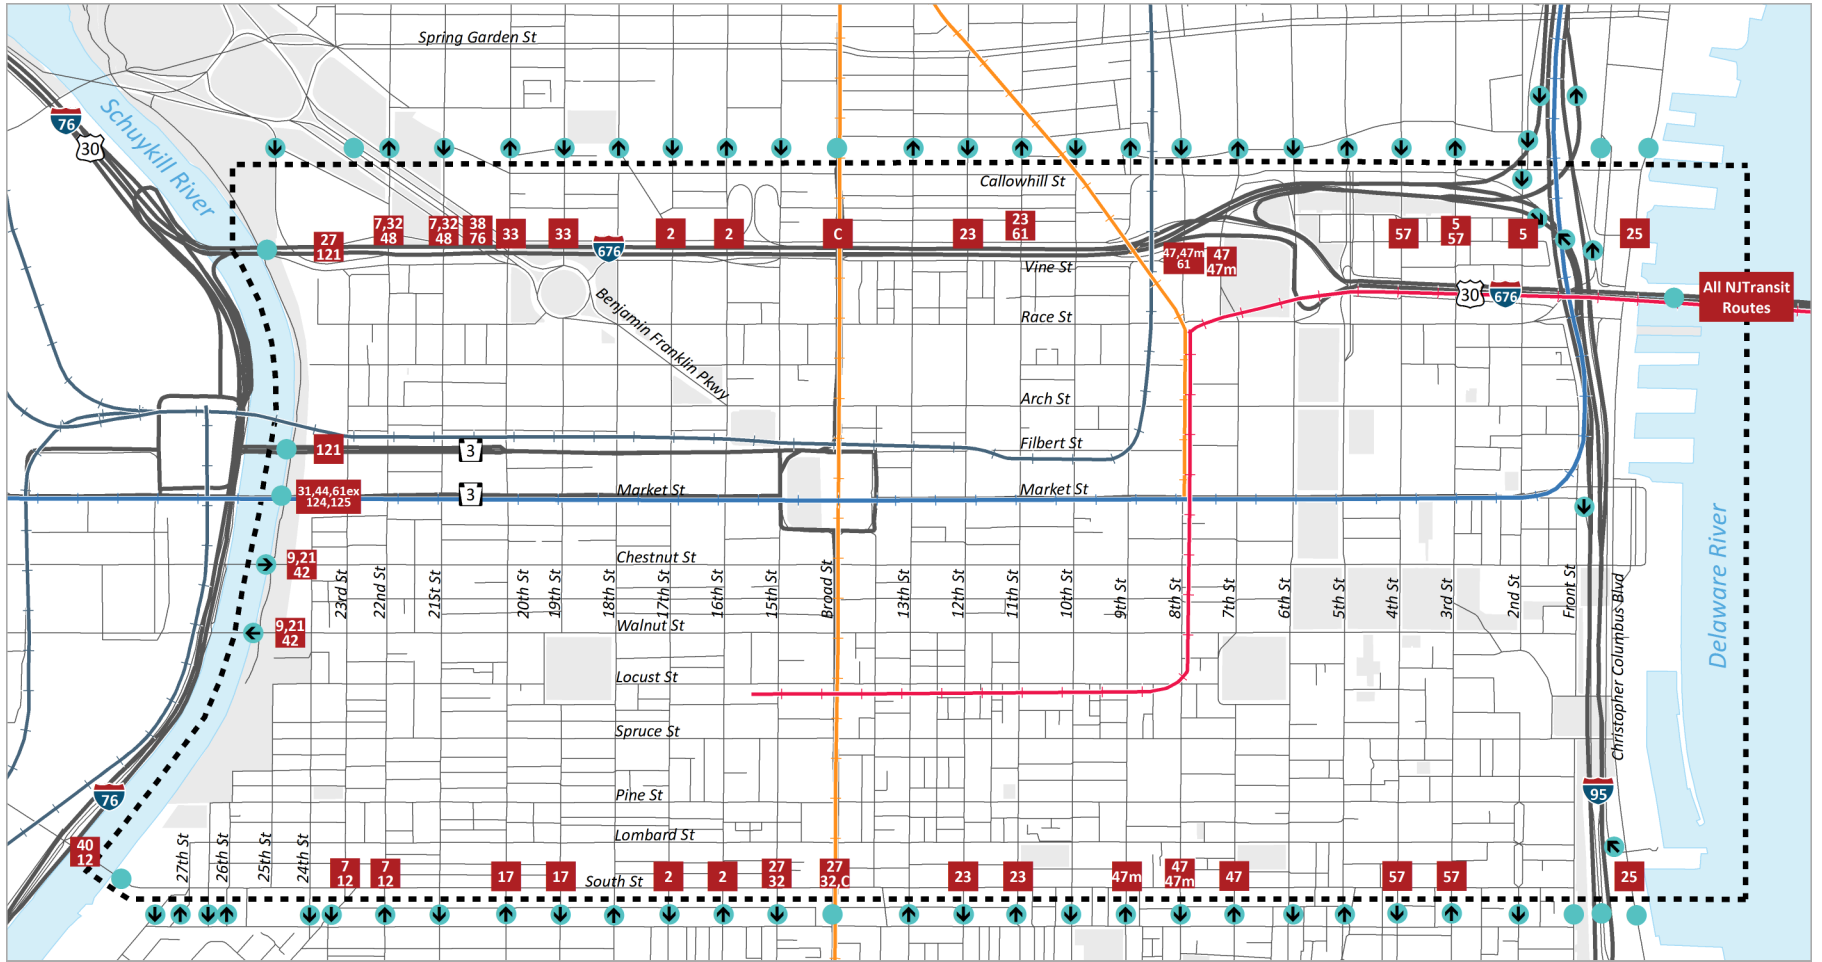 Spring Garden St
76
30
Schuykill River
Callowhill St
27
121
7,32
48
7,32
48
38
76
33
33
676
2
2
C
23
23
61
47,47m
61
47
47m
57
5
57
5
25
Vine St
30
676
All NJTransit
Routes
Benjamin Franklin Pkwy
Race St
Arch St
Filbert St
121
3
31,44,61ex
124,125
3
Market St
Market St
9,21
42
Chestnut St
23rd St
22nd St
21St St
20th St
19th St
18th St
17th St
16th St
15th St
Broad St
13th St
12th St
11th St
10th St
9th St
8th St
7th St
6th St
5th St
4th St
3rd St
2nd St
Front St
Christopher Columbus Blvd
Delaware River
9,21
42
Walnut St
Locust St
Spruce St
Pine St
76
95
Lombard St
27th St
26th St
25th St
24th St
40
12
7
12
7
12
17
17
South St
2
2
27
32
27
32,C
23
23
47m
47
47m
47
57
57
25